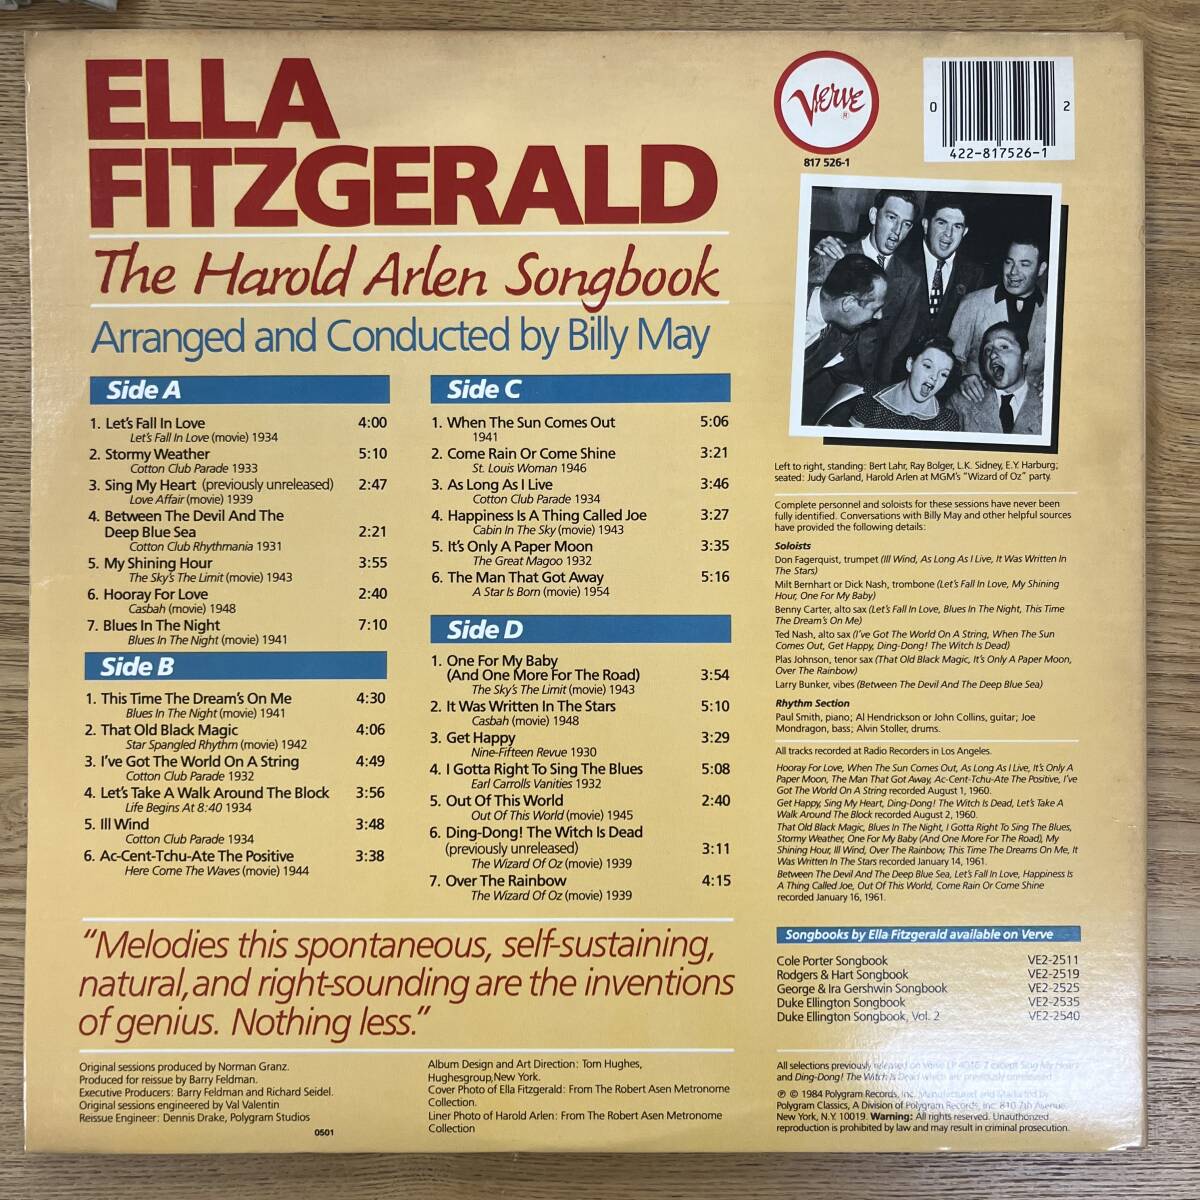 ELLA
FITZGERALD
The Harold Arlen Songbook
Arranged and Conducted by Billy May
Side A
1. Let's Fall In Love 4:00
Let's Fall In Love (movie) 1934
2. Stormy Weather 5:10
Cotton Club Parade 1933
3. Sing My Heart (previously unreleased) 2:47
Love Affair (movie) 1939
4. Between The Devil And The
Deep Blue Sea 2:21
Cotton Club Rhythmania 1931
5. My Shining Hour 3:55
The Sky's The Limit (movie) 1943
6. Hooray For Love 2:40
Casbah (movie) 1948
7. Blues In The Night 7:10
Blues In The Night (movie) 1941
Side B
1. This Time The Dream's On Me 4:30
Blues In The Night (movie) 1941
2. That Old Black Magic 4:06
Star Spangled Rhythm (movie) 1942
3. I've Got The World On A String 4:49
Cotton Club Parade 1932
4. Let's Take A Walk Around The Block 3:56
Life Begins At 8:40 1934
5. Ill Wind 3:48
Cotton Club Parade 1934
6. Ac-Cent-Tchu-Ate The Positive 3:38
Here Come The Waves (movie) 1944
Side C
1. When The Sun Comes Out 5:06
1941
2. Come Rain Or Come Shine 3:21
St. Louis Woman 1946
3. As Long As I Live 3:46
Cotton Club Parade 1934
4. Happiness Is A Thing Called Joe 3:27
Cabin In The Sky (movie) 1943
5. It's Only A Paper Moon 3:35
The Great Magoo 1932
6. The Man That Got Away 5:16
A Star Is Born (movie) 1954
Side D
1. One For My Baby
(And One More For The Road) 3:54
The Sky's The Limit (movie) 1943
2. It Was Written In The Stars 5:10
Casbah (movie) 1948
3. Get Happy 3:29
Nine-Fifteen Revue 1930
4. I Gotta Right To Sing The Blues 5:08
Earl Carrolls Vanities 1932
5. Out Of This World 2:40
Out Of This World (movie) 1945
6. Ding-Dong! The Witch Is Dead
(previously unreleased) 3:11
The Wizard Of Oz (movie) 1939
7. Over The Rainbow 4:15
The Wizard Of Oz (movie) 1939
"Melodies this spontaneous, self-sustaining,
natural, and right-sounding are the inventions
of genius. Nothing less."
Original sessions produced by Norman Granz.
Produced for reissue by Barry Feldman.
Executive Producers: Barry Feldman and Richard Seidel.
Original sessions engineered by Val Valentin
Reissue Engineer: Dennis Drake, Polygram Studios
0501
Album Design and Art Direction: Tom Hughes,
Hughesgroup, New York.
Cover Photo of Ella Fitzgerald: From The Robert Asen Metronome
Collection.
Liner Photo of Harold Arlen: From The Robert Asen Metronome
Collection
Verve ®
817 526-1
0 2
422-817526-1
Left to right, standing: Bert Lahr, Ray Bolger, L.K. Sidney, E.Y. Harburg;
seated: Judy Garland, Harold Arlen at MGM's "Wizard of Oz" party.
Complete personnel and soloists for these sessions have never been
fully identified. Conversations with Billy May and other helpful sources
have provided the following details:
Soloists
Don Fagerquist, trumpet (Ill Wind, As Long As I Live, It Was Written In
The Stars)
Milt Bernhart or Dick Nash, trombone (Let's Fall In Love, My Shining
Hour, One For My Baby)
Benny Carter, alto sax (Let's Fall In Love, Blues In The Night, This Time
The Dream's On Me)
Ted Nash, alto sax (I've Got The World On A String, When The Sun
Comes Out, Get Happy, Ding-Dong! The Witch Is Dead)
Plas Johnson, tenor sax (That Old Black Magic, It's Only A Paper Moon,
Over The Rainbow)
Larry Bunker, vibes (Between The Devil And The Deep Blue Sea)
Rhythm Section
Paul Smith, piano; Al Hendrickson or John Collins, guitar; Joe
Mondragon, bass; Alvin Stoller, drums.
All tracks recorded at Radio Recorders in Los Angeles.
Hooray For Love, When The Sun Comes Out, As Long As I Live, It's Only A
Paper Moon, The Man That Got Away, Ac-Cent-Tchu-Ate The Positive, I've
Got The World On A String recorded August 1, 1960.
Get Happy, Sing My Heart, Ding-Dong! The Witch Is Dead, Let's Take A
Walk Around The Block recorded August 2, 1960.
That Old Black Magic, Blues In The Night, I Gotta Right To Sing The Blues,
Stormy Weather, One For My Baby (And One More For The Road), My
Shining Hour, Ill Wind, Over The Rainbow, This Time The Dreams On Me, It
Was Written In The Stars recorded January 14, 1961.
Between The Devil And The Deep Blue Sea, Let's Fall In Love, Happiness Is
A Thing Called Joe, Out Of This World, Come Rain Or Come Shine
recorded January 16, 1961.
Songbooks by Ella Fitzgerald available on Verve
Cole Porter Songbook VE2-2511
Rodgers & Hart Songbook VE2-2519
George & Ira Gershwin Songbook VE2-2525
Duke Ellington Songbook VE2-2535
Duke Ellington Songbook, Vol. 2 VE2-2540
All selections previously released on Verve LP 4046-2 except Sing My Heart
and Ding-Dong! The Witch Is Dead which are previously unreleased.
℗ © 1984 Polygram Records, Inc. Manufactured and Marketed by
Polygram Classics, A Division of Polygram Records, Inc. 810 7th Avenue,
New York, N.Y. 10019. Warning: All rights reserved. Unauthorized
reproduction is prohibited by law and may result in criminal prosecution.